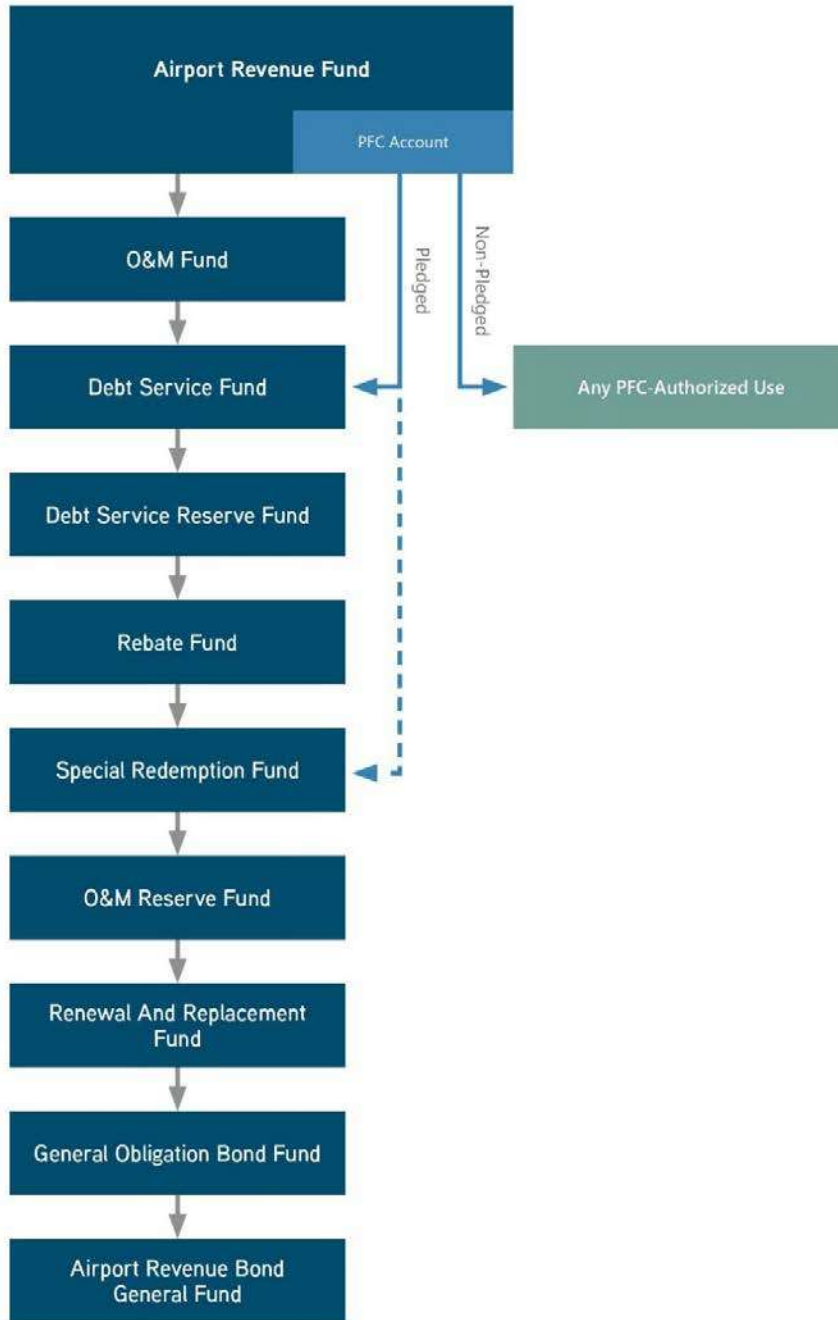 Airport Revenue Fund
PFC Account
Pledged
Non-Pledged
O&M Fund
Debt Service Fund
Any PFC-Authorized Use
Debt Service Reserve Fund
Rebate Fund
Special Redemption Fund
O&M Reserve Fund
Renewal And Replacement
Fund
General Obligation Bond Fund
Airport Revenue Bond
General Fund